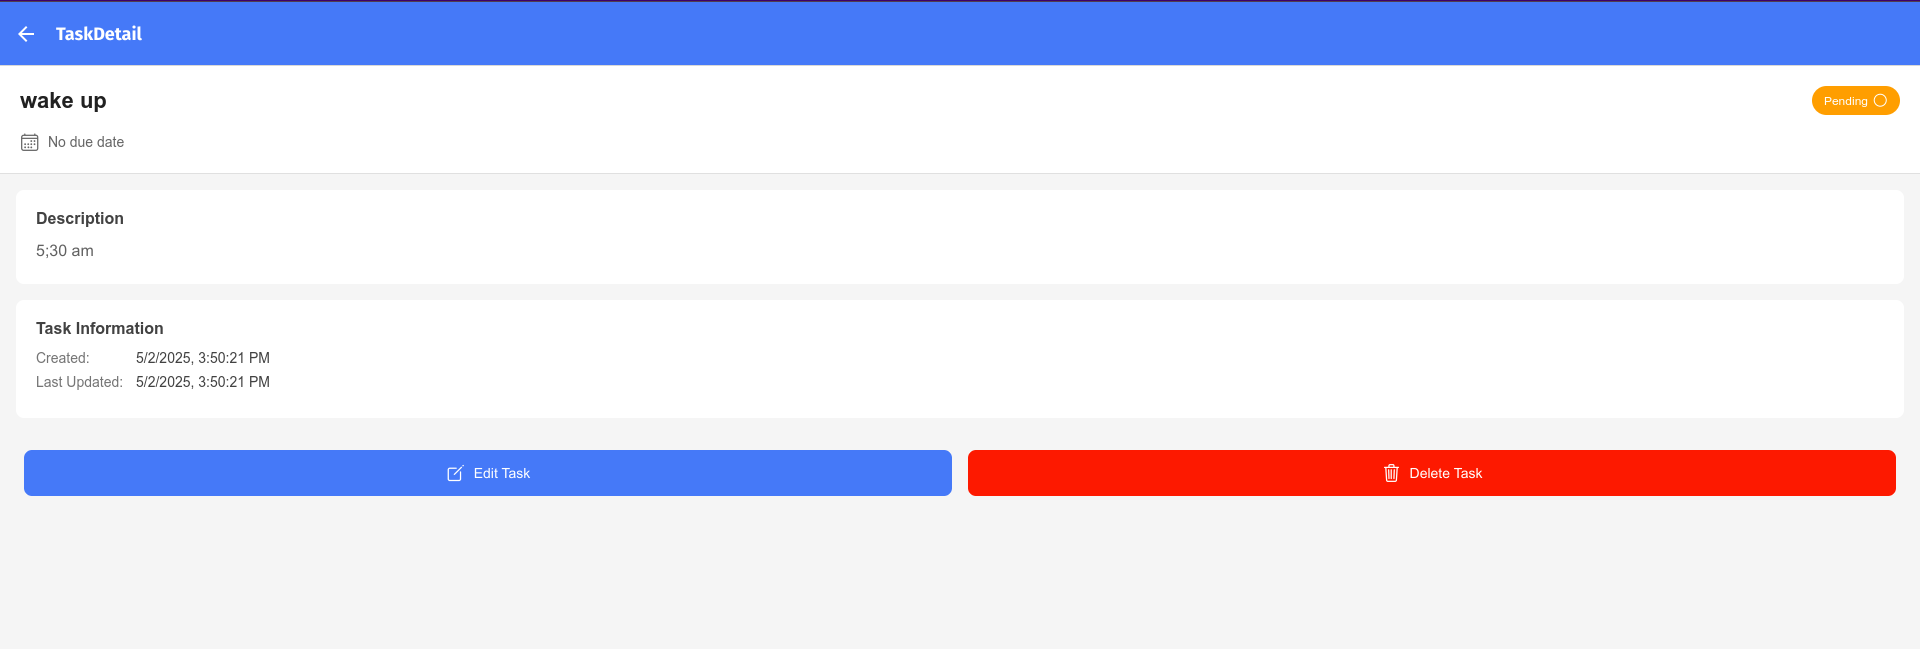 TaskDetail
wake up
Pending
No due date
Description
5;30 am
Task Information
Created: 5/2/2025, 3:50:21 PM
Last Updated: 5/2/2025, 3:50:21 PM
Edit Task
Delete Task